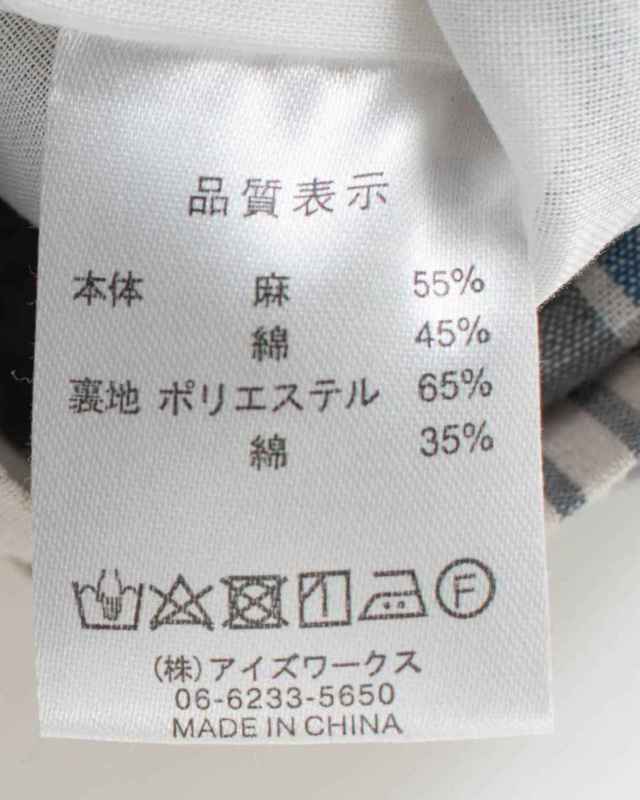 品質表示
本体 麻 55%
綿 45%
裏地 ポリエステル 65%
綿 35%
F
(株)アイズワークス
06-6233-5650
MADE IN CHINA